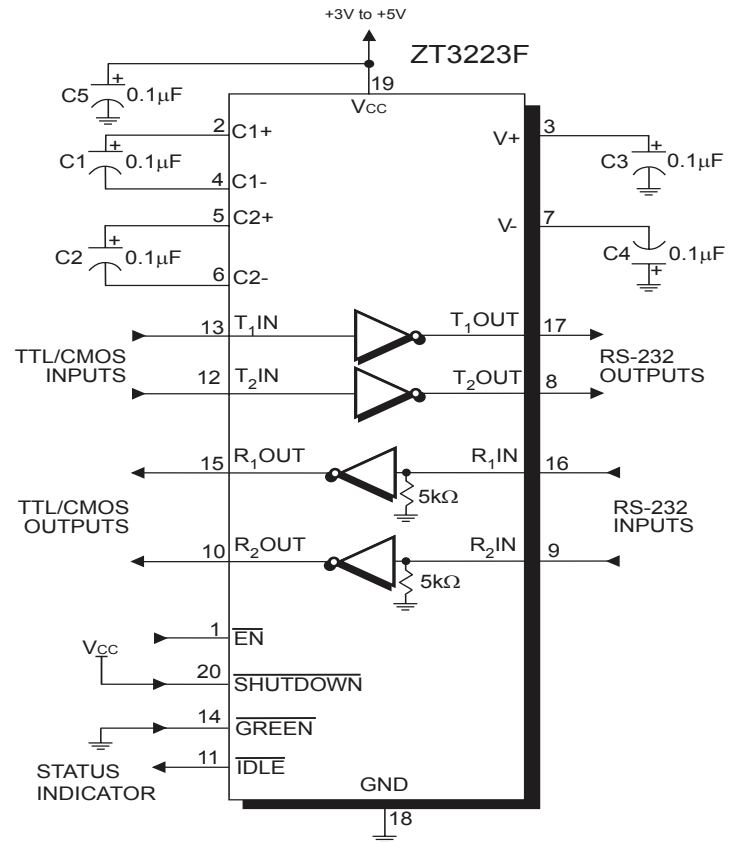 +3V to +5V
ZT3223F
19
VCC
C5
+
0.1µF
2
C1+
C1
+
0.1µF
4
C1-
5
C2+
C2
+
0.1µF
6
C2-
3
V+
C3
+
0.1µF
7
V-
C4
0.1µF
+
TTL/CMOS
INPUTS
13
T1IN
T1OUT
17
12
T2IN
T2OUT
8
RS-232
OUTPUTS
TTL/CMOS
OUTPUTS
15
R1OUT
R1IN
16
5kΩ
10
R2OUT
R2IN
9
5kΩ
RS-232
INPUTS
1
EN
VCC
20
SHUTDOWN
14
GREEN
11
IDLE
STATUS
INDICATOR
GND
18